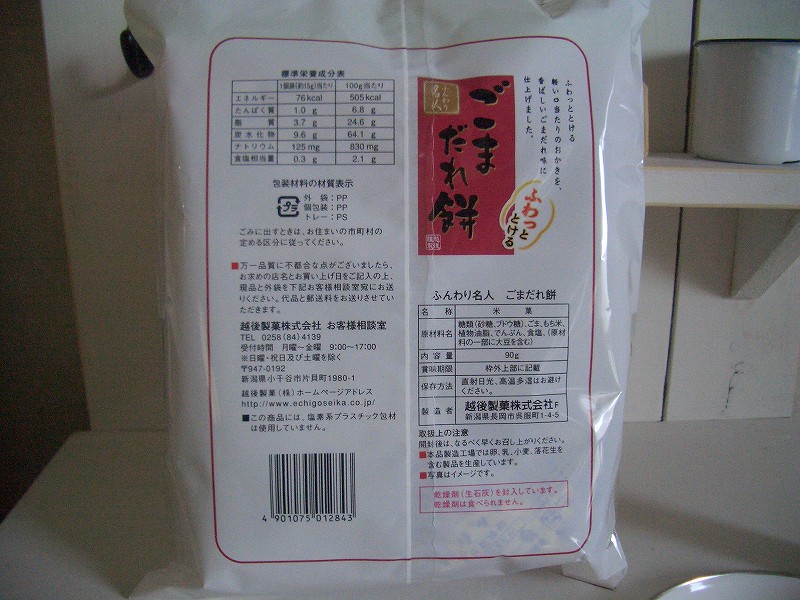 標準栄養成分表
1個装(約15g)当たり 100g当たり
エネルギー 76kcal 505kcal
たんぱく質 1.0 g 6.8 g
脂質 3.7 g 24.6 g
炭水化物 9.6 g 64.1 g
ナトリウム 125mg 830mg
食塩相当量 0.3 g 2.1 g
包装材料の材質表示
プラ
外 袋：PP
個包装：PP
トレー：PS
ごみに出すときは、お住まいの市町村の
定める区分に従ってください。
■万一品質に不都合な点がございましたら、
お求めの店名とお買い上げ日をご記入の上、
現品と外袋を下記お客様相談室宛にお送
りください。代品と郵送料をお送りさせてい
ただきます。
越後製菓株式会社 お客様相談室
TEL 0258(84)4139
受付時間 月曜〜金曜 9:00〜17:00
※日曜・祝日及び土曜を除く
〒947-0192
新潟県小千谷市片貝町1980-1
越後製菓(株)ホームページアドレス
http://www.echigoseika.co.jp/
■この商品には、塩素系プラスチック包材
は使用していません。
4 901075 012843
ふわっととける
軽い口当たりのおかきを、
香ばしいごまだれ味に
仕上げました。
ふんわり
名人
ごま
だれ
餅
ふわっと
とける
越後
製菓
ふんわり名人 ごまだれ餅
名称 米菓
原材料名 糖類(砂糖、ブドウ糖)、ごま、もち米、
植物油脂、でんぷん、食塩、(原材
料の一部に大豆を含む)
内容量 90g
賞味期限 枠外上部に記載
保存方法 直射日光、高温多湿はお避け
ください。
製造者 越後製菓株式会社F
新潟県長岡市呉服町1-4-5
取扱上の注意
開封後は、なるべく早くお召し上がりください。
■本品製造工場では卵、乳、小麦、落花生を
含む製品を生産しています。
■写真はイメージです。
乾燥剤(生石灰)を封入しています。
乾燥剤は食べられません。